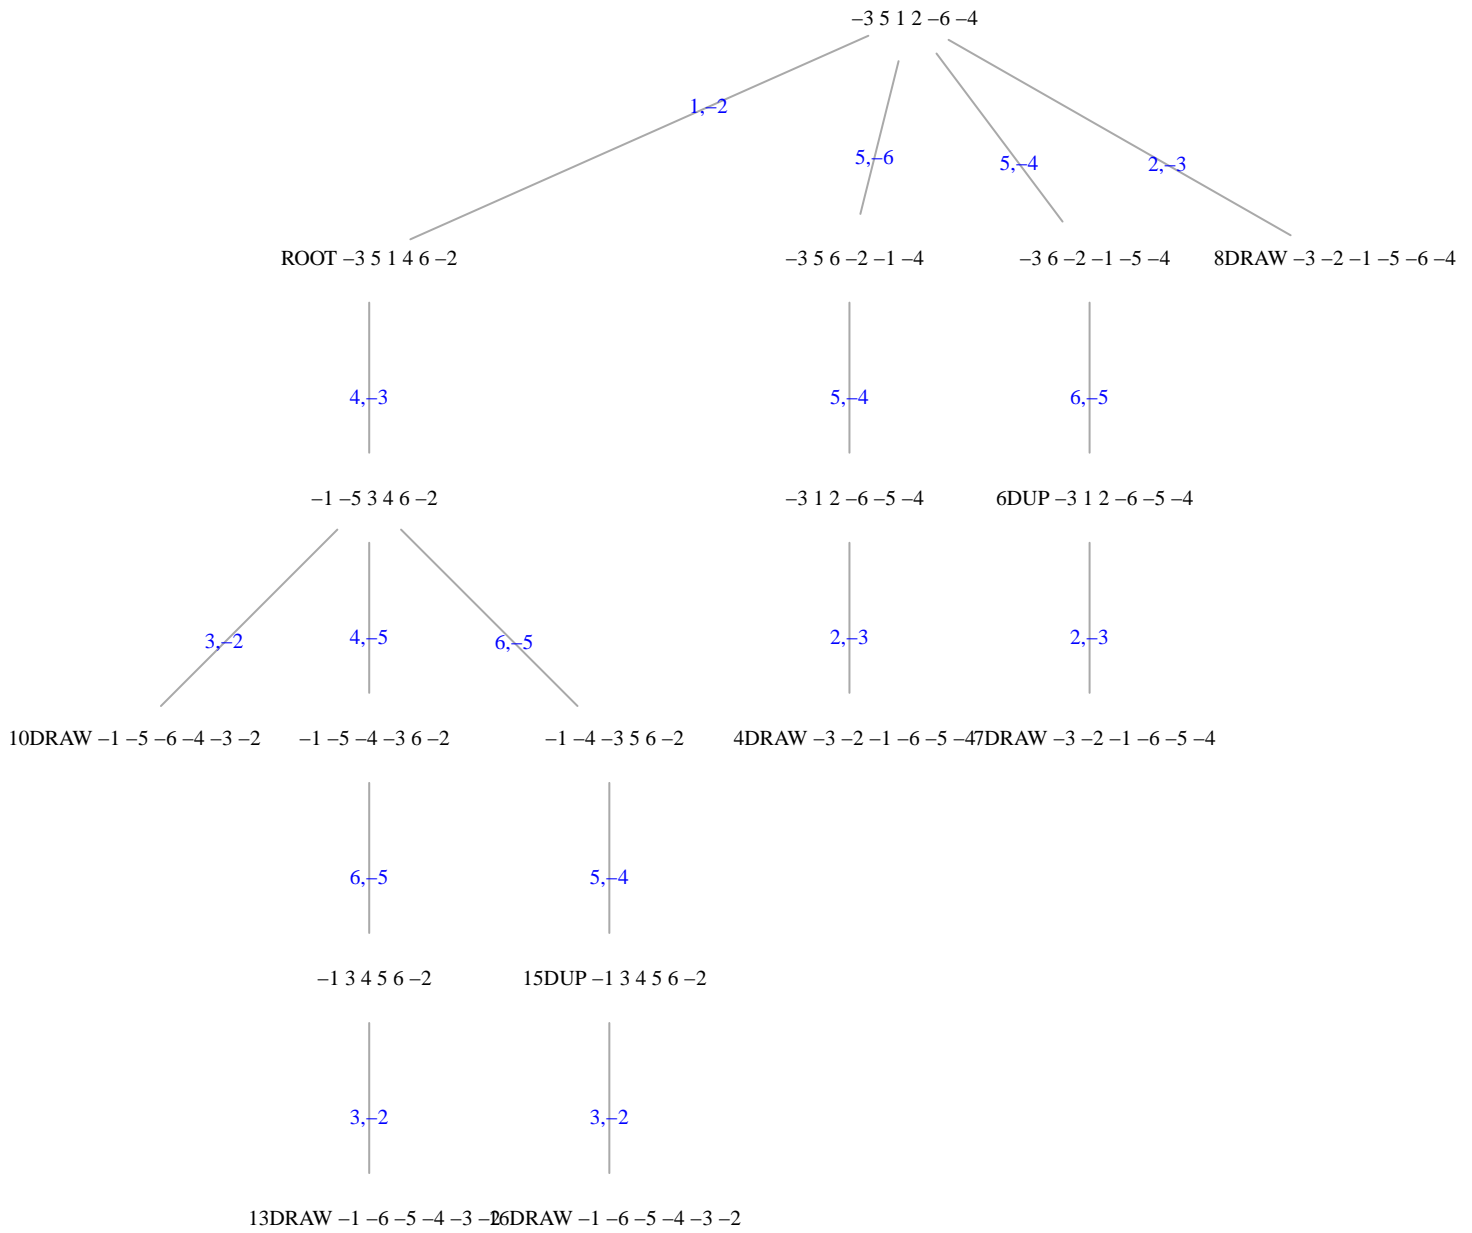 –3 5 1 2 –6 –4
1,–2
5,–6
5,–4
2,–3
ROOT –3 5 1 4 6 –2
–3 5 6 –2 –1 –4
–3 6 –2 –1 –5 –4
8DRAW –3 –2 –1 –5 –6 –4
4,–3
5,–4
6,–5
–1 –5 3 4 6 –2
–3 1 2 –6 –5 –4
6DUP –3 1 2 –6 –5 –4
3,–2
4,–5
6,–5
2,–3
2,–3
10DRAW –1 –5 –6 –4 –3 –2
–1 –5 –4 –3 6 –2
–1 –4 –3 5 6 –2
4DRAW –3 –2 –1 –6 –5 –4
7DRAW –3 –2 –1 –6 –5 –4
6,–5
5,–4
–1 3 4 5 6 –2
15DUP –1 3 4 5 6 –2
3,–2
3,–2
13DRAW –1 –6 –5 –4 –3 –2
16DRAW –1 –6 –5 –4 –3 –2